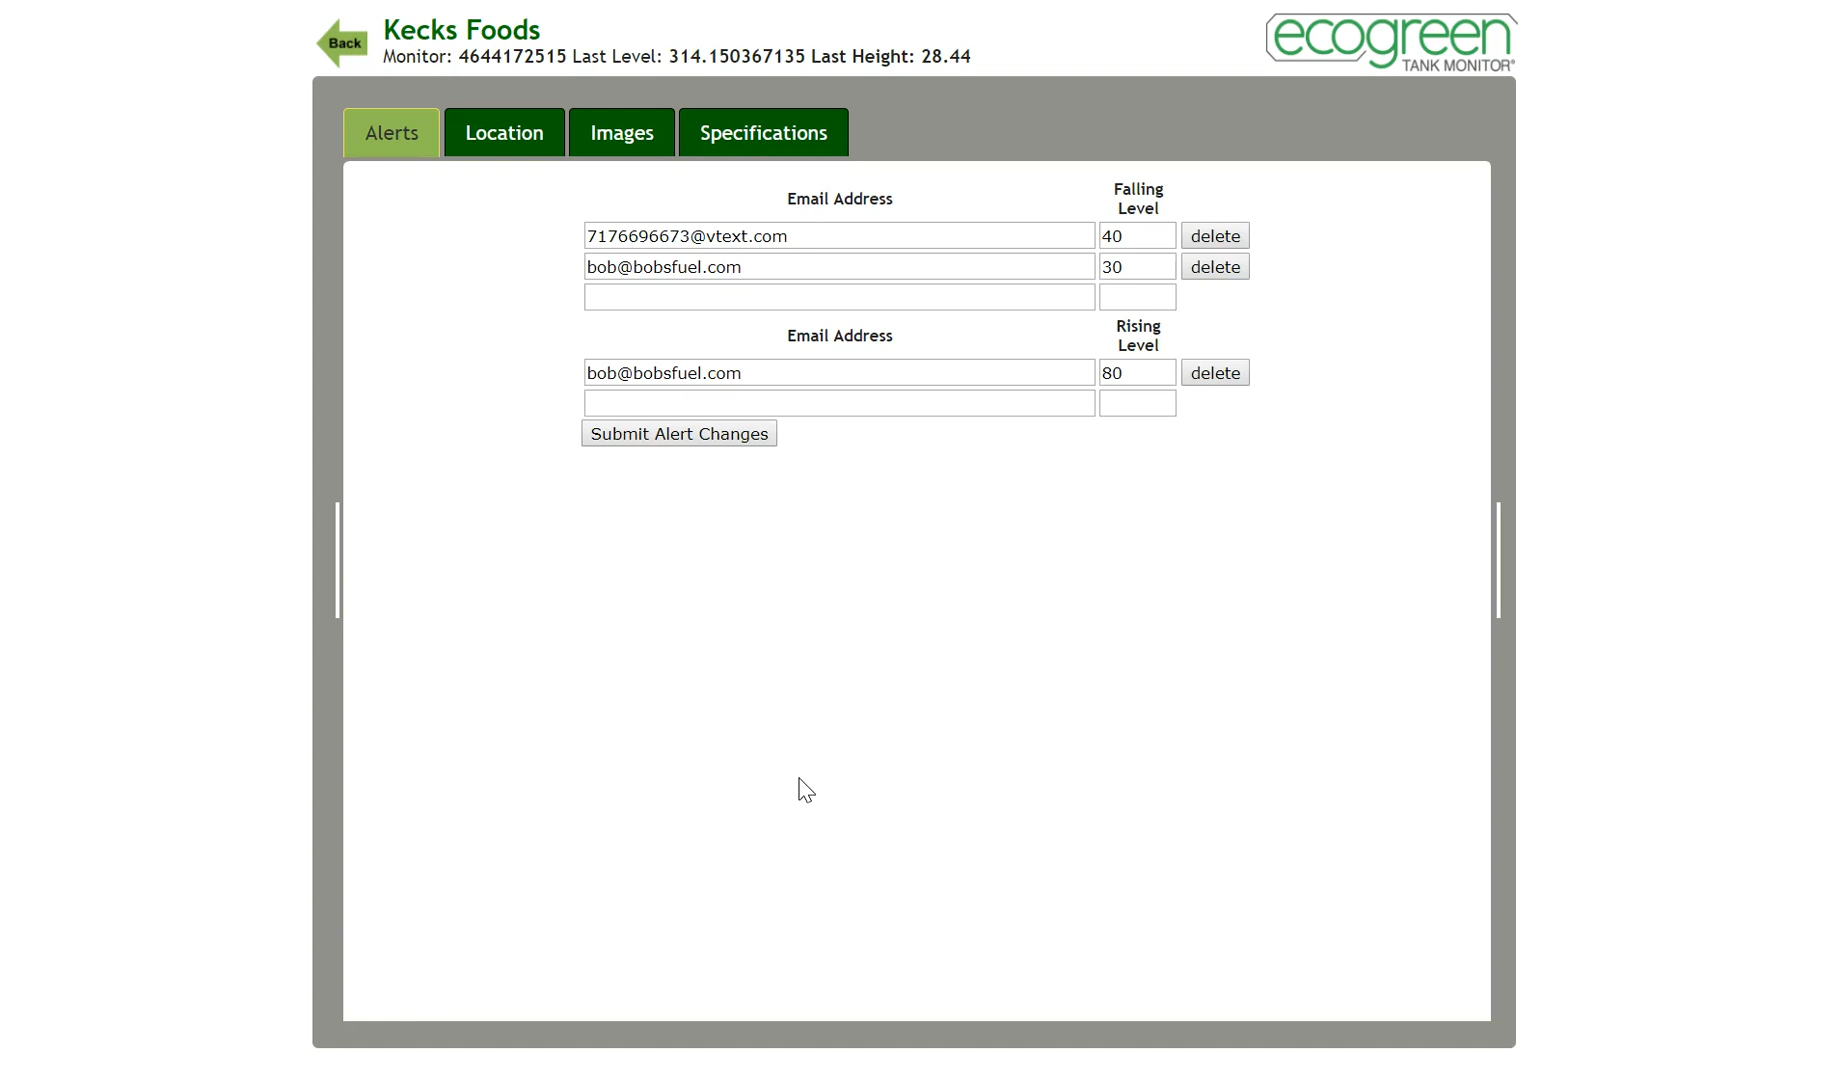 Back
Kecks Foods
Monitor: 4644172515 Last Level: 314.150367135 Last Height: 28.44
ecogreen
TANK MONITOR®
Alerts Location Images Specifications
Email Address Falling
Level
7176696673@vtext.com 40 delete
bob@bobsfuel.com 30 delete
Email Address Rising
Level
bob@bobsfuel.com 80 delete
Submit Alert Changes